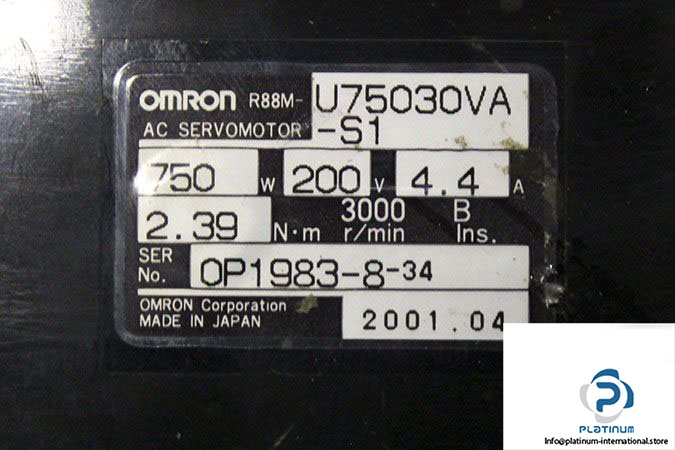 OMRON R88M-U75030VA
AC SERVOMOTOR -S1
750 W 200 V 4.4 A
2.39 N·m 3000 r/min B Ins.
SER No. 0P1983-8-34
OMRON Corporation
MADE IN JAPAN 2001.04
PLATINUM
Info@platinum-international.store